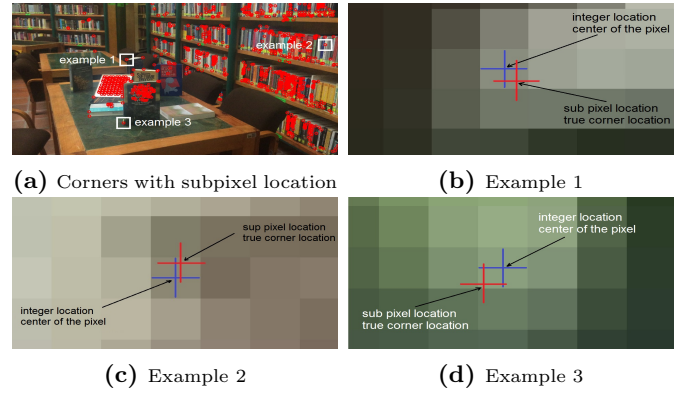 example 1
example 2
example 3
(a) Corners with subpixel location
integer location
center of the pixel
sub pixel location
true corner location
(b) Example 1
sup pixel location
true corner location
integer location
center of the pixel
(c) Example 2
integer location
center of the pixel
sub pixel location
true corner location
(d) Example 3